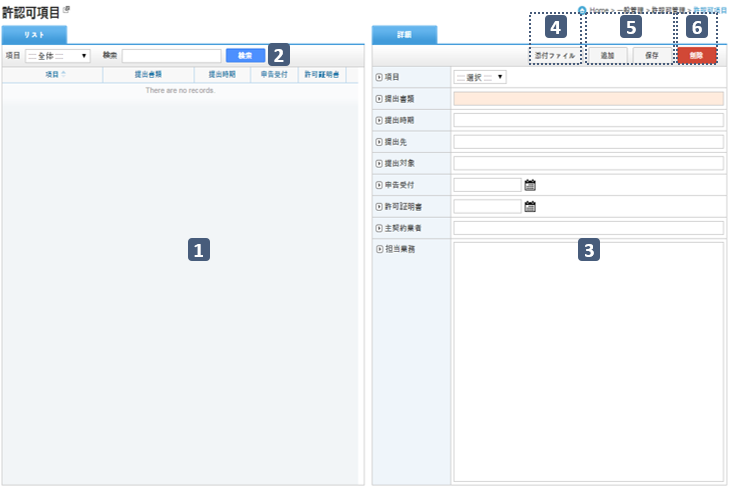 許認可項目
Home > 一般管理 > 許認可管理 > 許認可項目
リスト
項目 ::: 全体 ::: ▼ 検索 検索 2
項目 提出書類 提出時期 申告受付 許可証明書
There are no records.
1
詳細
4 5 6
添付ファイル 追加 保存 削除
項目 ::: 選択 ::: ▼
提出書類
提出時期
提出先
提出対象
申告受付
許可証明書
主契約業者
担当業務
3